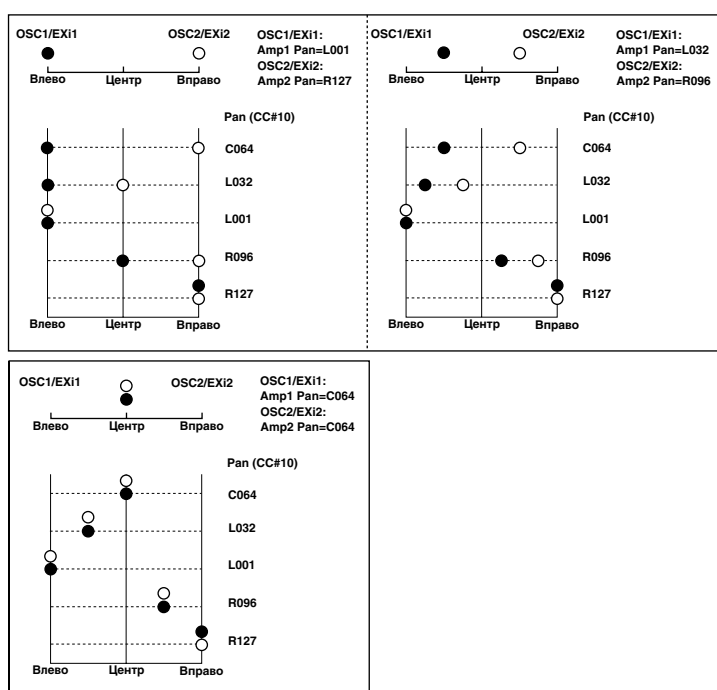 OSC1/EXi1
OSC2/EXi2
Влево
Центр
Вправо
OSC1/EXi1:
Amp1 Pan=L001
OSC2/EXi2:
Amp2 Pan=R127
Pan (CC#10)
C064
L032
L001
R096
R127
Влево
Центр
Вправо
OSC1/EXi1
OSC2/EXi2
Влево
Центр
Вправо
OSC1/EXi1:
Amp1 Pan=L032
OSC2/EXi2:
Amp2 Pan=R096
Pan (CC#10)
C064
L032
L001
R096
R127
Влево
Центр
Вправо
OSC1/EXi1
OSC2/EXi2
Влево
Центр
Вправо
OSC1/EXi1:
Amp1 Pan=C064
OSC2/EXi2:
Amp2 Pan=C064
Pan (CC#10)
C064
L032
L001
R096
R127
Влево
Центр
Вправо